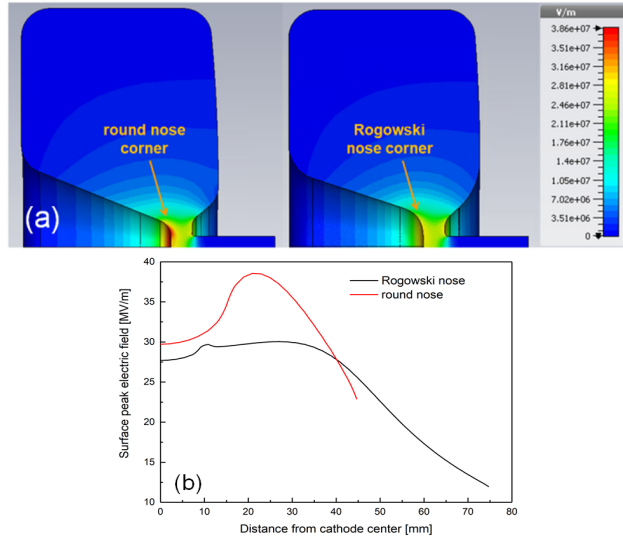 V/m
3.86e+07
3.51e+07
3.16e+07
2.81e+07
2.46e+07
2.11e+07
1.76e+07
1.4e+07
1.05e+07
7.02e+06
3.51e+06
0
round nose
corner
Rogowski
nose corner
(a)
40
35
30
25
20
15
10
Surface peak electric field [MV/m]
Rogowski nose
round nose
(b)
0 10 20 30 40 50 60 70 80
Distance from cathode center [mm]